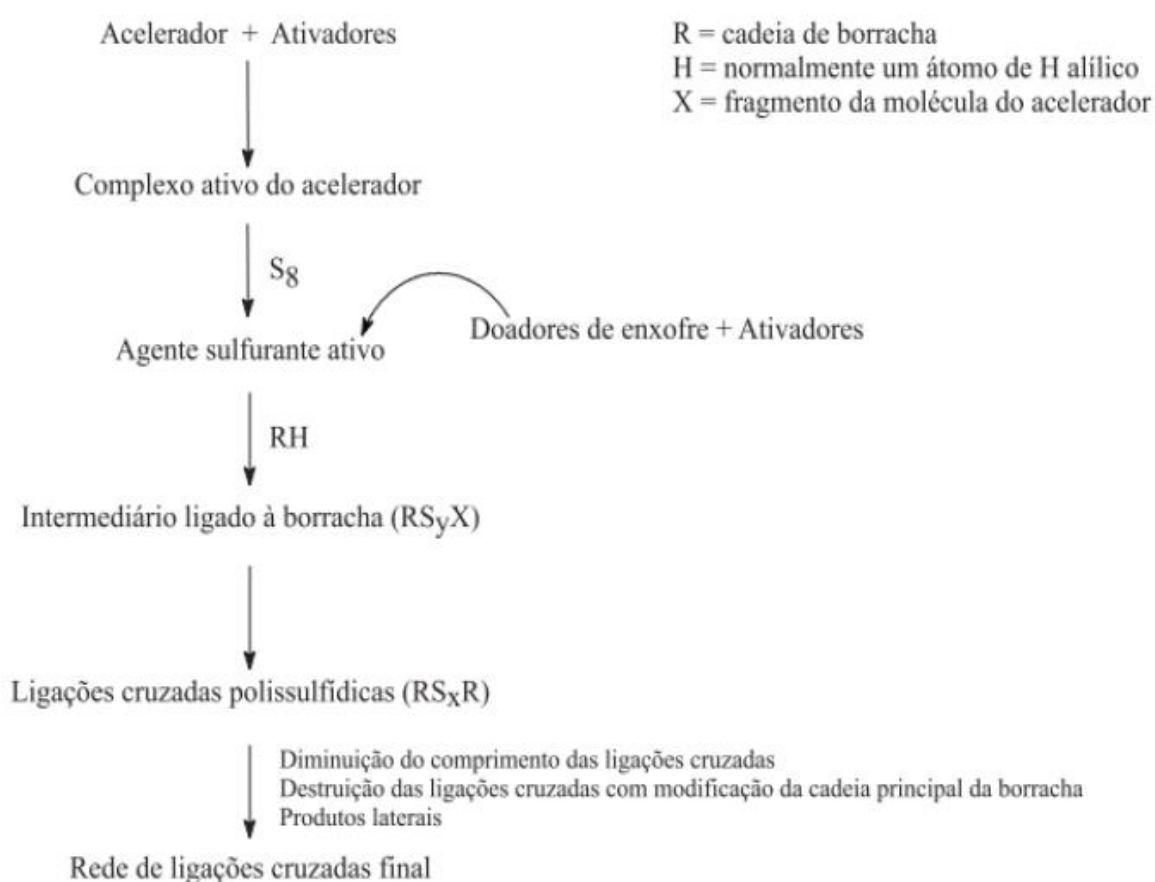 Acelerador + Ativadores
R = cadeia de borracha
H = normalmente um átomo de H alílico
X = fragmento da molécula do acelerador
Complexo ativo do acelerador
S8
Doadores de enxofre + Ativadores
Agente sulfurante ativo
RH
Intermediário ligado à borracha (RSyX)
Ligações cruzadas polissulfídicas (RSxR)
Diminuição do comprimento das ligações cruzadas
Destruição das ligações cruzadas com modificação da cadeia principal da borracha
Produtos laterais
Rede de ligações cruzadas final